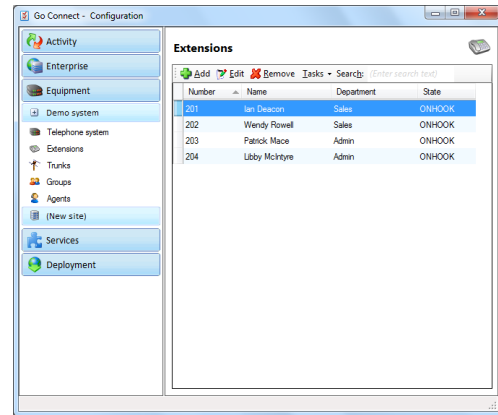 Go Connect - Configuration
Activity
Enterprise
Equipment
Demo system
Telephone system
Extensions
Trunks
Groups
Agents
(New site)
Services
Deployment
Extensions
Add Edit Remove Tasks Search: (Enter search text)
Number Name Department State
201 Ian Deacon Sales ONHOOK
202 Wendy Rowell Sales ONHOOK
203 Patrick Mace Admin ONHOOK
204 Libby McIntyre Admin ONHOOK